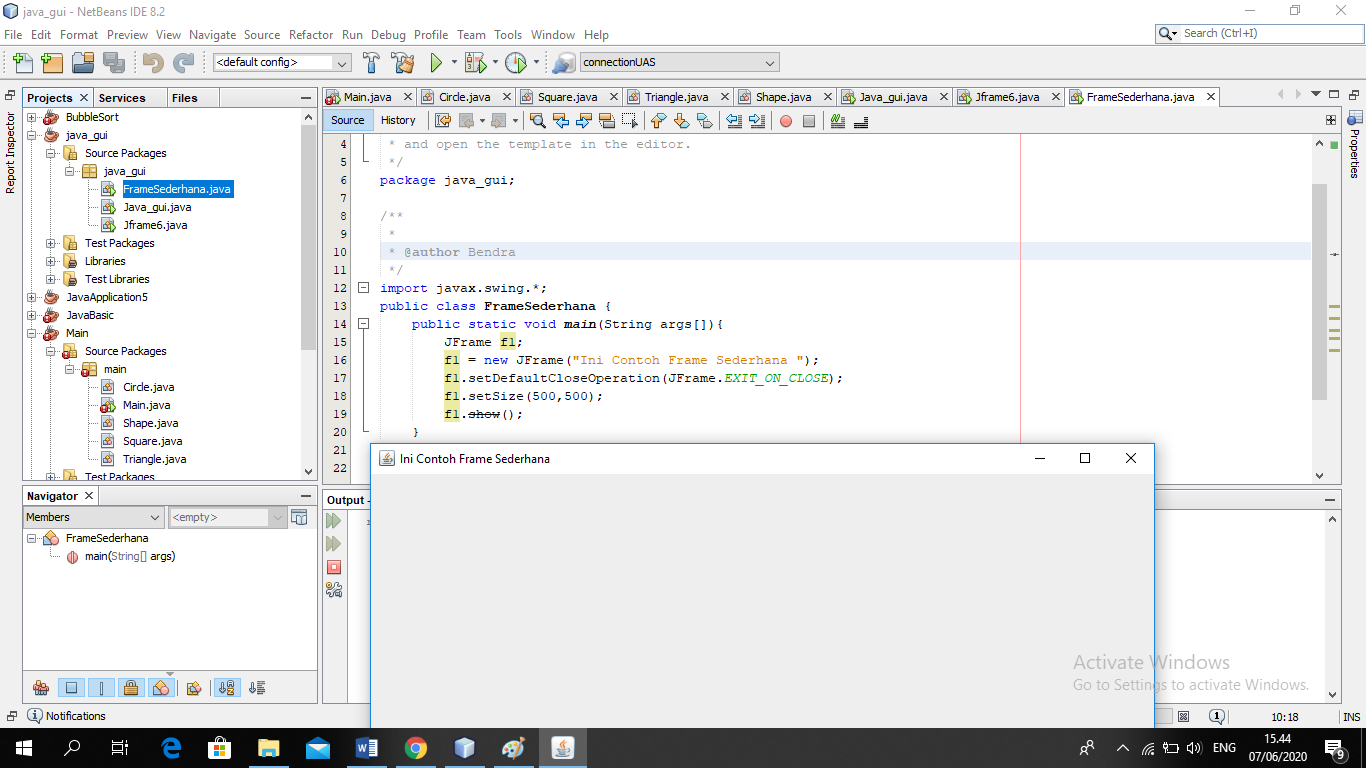 java_gui - NetBeans IDE 8.2
File Edit Format Preview View Navigate Source Refactor Run Debug Profile Team Tools Window Help
Search (Ctrl+I)
<default config>
connectionUAS
Report Inspector
Projects
Services
Files
BubbleSort
java_gui
Source Packages
java_gui
FrameSederhana.java
Java_gui.java
Jframe6.java
Test Packages
Libraries
Test Libraries
JavaApplication5
JavaBasic
Main
Source Packages
main
Circle.java
Main.java
Shape.java
Square.java
Triangle.java
Test Packages
Navigator
Members
<empty>
FrameSederhana
main(String[] args)
Main.java Circle.java Square.java Triangle.java Shape.java Java_gui.java Jframe6.java FrameSederhana.java
Source History
4 * and open the template in the editor.
5 */
6 package java_gui;
7
8 /**
9 *
10 * @author Bendra
11 */
12 import javax.swing.*;
13 public class FrameSederhana {
14 public static void main(String args[]){
15 JFrame f1;
16 f1 = new JFrame("Ini Contoh Frame Sederhana ");
17 f1.setDefaultCloseOperation(JFrame.EXIT_ON_CLOSE);
18 f1.setSize(500,500);
19 f1.show();
20 }
21
22
Properties
Output -
Ini Contoh Frame Sederhana
Activate Windows
Go to Settings to activate Windows.
Notifications
1
10:18
INS
ENG
15.44
07/06/2020
9